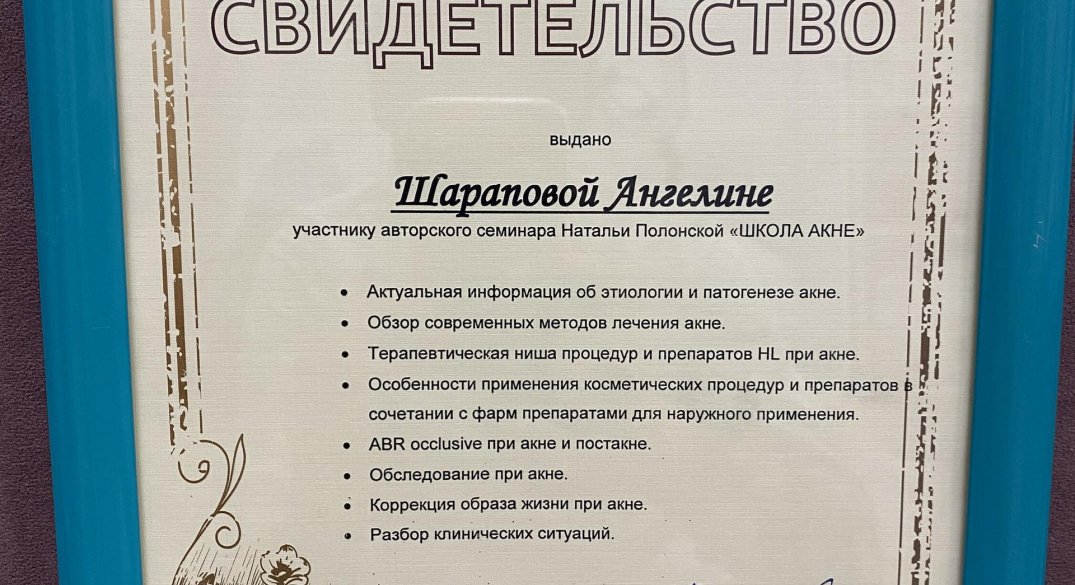 СВИДЕТЕЛЬСТВО
выдано
Шараповой Ангелине
участнику авторского семинара Натальи Полонской «ШКОЛА АКНЕ»
• Актуальная информация об этиологии и патогенезе акне.
• Обзор современных методов лечения акне.
• Терапевтическая ниша процедур и препаратов HL при акне.
• Особенности применения косметических процедур и препаратов в
сочетании с фарм препаратами для наружного применения.
• ABR occlusive при акне и постакне.
• Обследование при акне.
• Коррекция образа жизни при акне.
• Разбор клинических ситуаций.